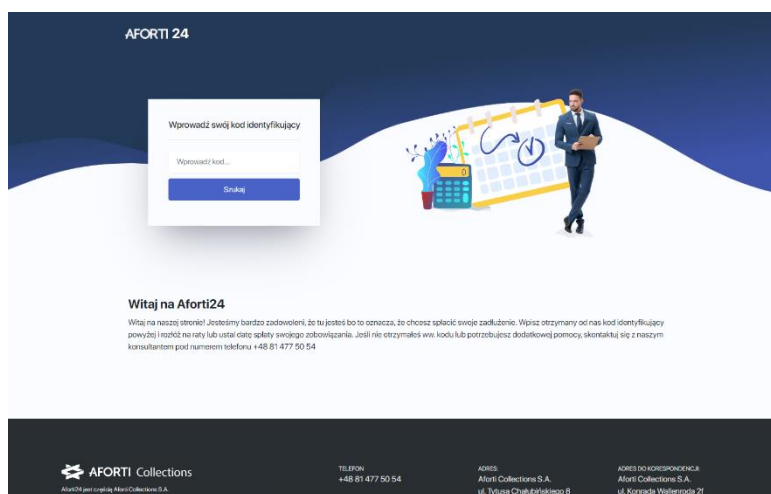 AFORTI 24
Wprowadź swój kod identyfikujący
Wprowadź kod...
Szukaj
Witaj na Aforti24
Witaj na naszej stronie! Jesteśmy bardzo zadowoleni, że tu jesteś bo to oznacza, że chcesz spłacić swoje zadłużenie. Wpisz otrzymany od nas kod identyfikujący
powyżej i rozłóż na raty lub ustal datę spłaty swojego zobowiązania. Jeśli nie otrzymałeś ww. kodu lub potrzebujesz dodatkowej pomocy, skontaktuj się z naszym
konsultantem pod numerem telefonu +48 81 477 50 54
AFORTI Collections
Aforti24 jest częścią Aforti Collections S.A.
TELEFON
+48 81 477 50 54
ADRES:
Aforti Collections S.A.
ul. Tytusa Chałubińskiego 8
ADRES DO KORESPONDENCJI:
Aforti Collections S.A.
ul. Konrada Wallenroda 2f